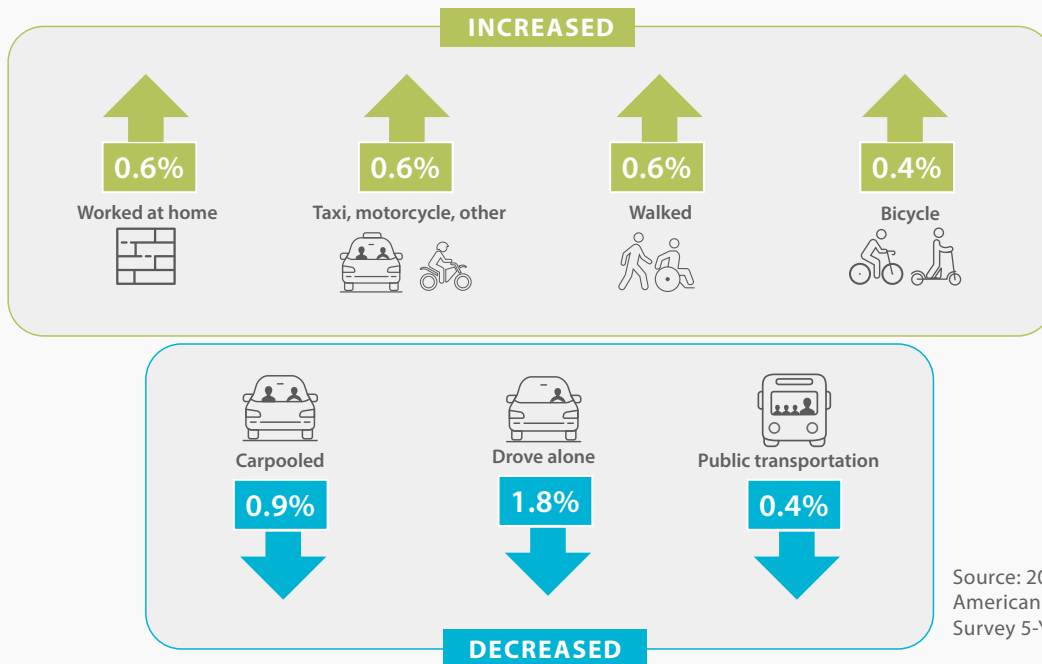 INCREASED
0.6%
0.6%
0.6%
0.4%
Worked at home
Taxi, motorcycle, other
Walked
Bicycle
Carpooled
Drove alone
Public transportation
0.9%
1.8%
0.4%
Source: 20
American
Survey 5-Y
DECREASED